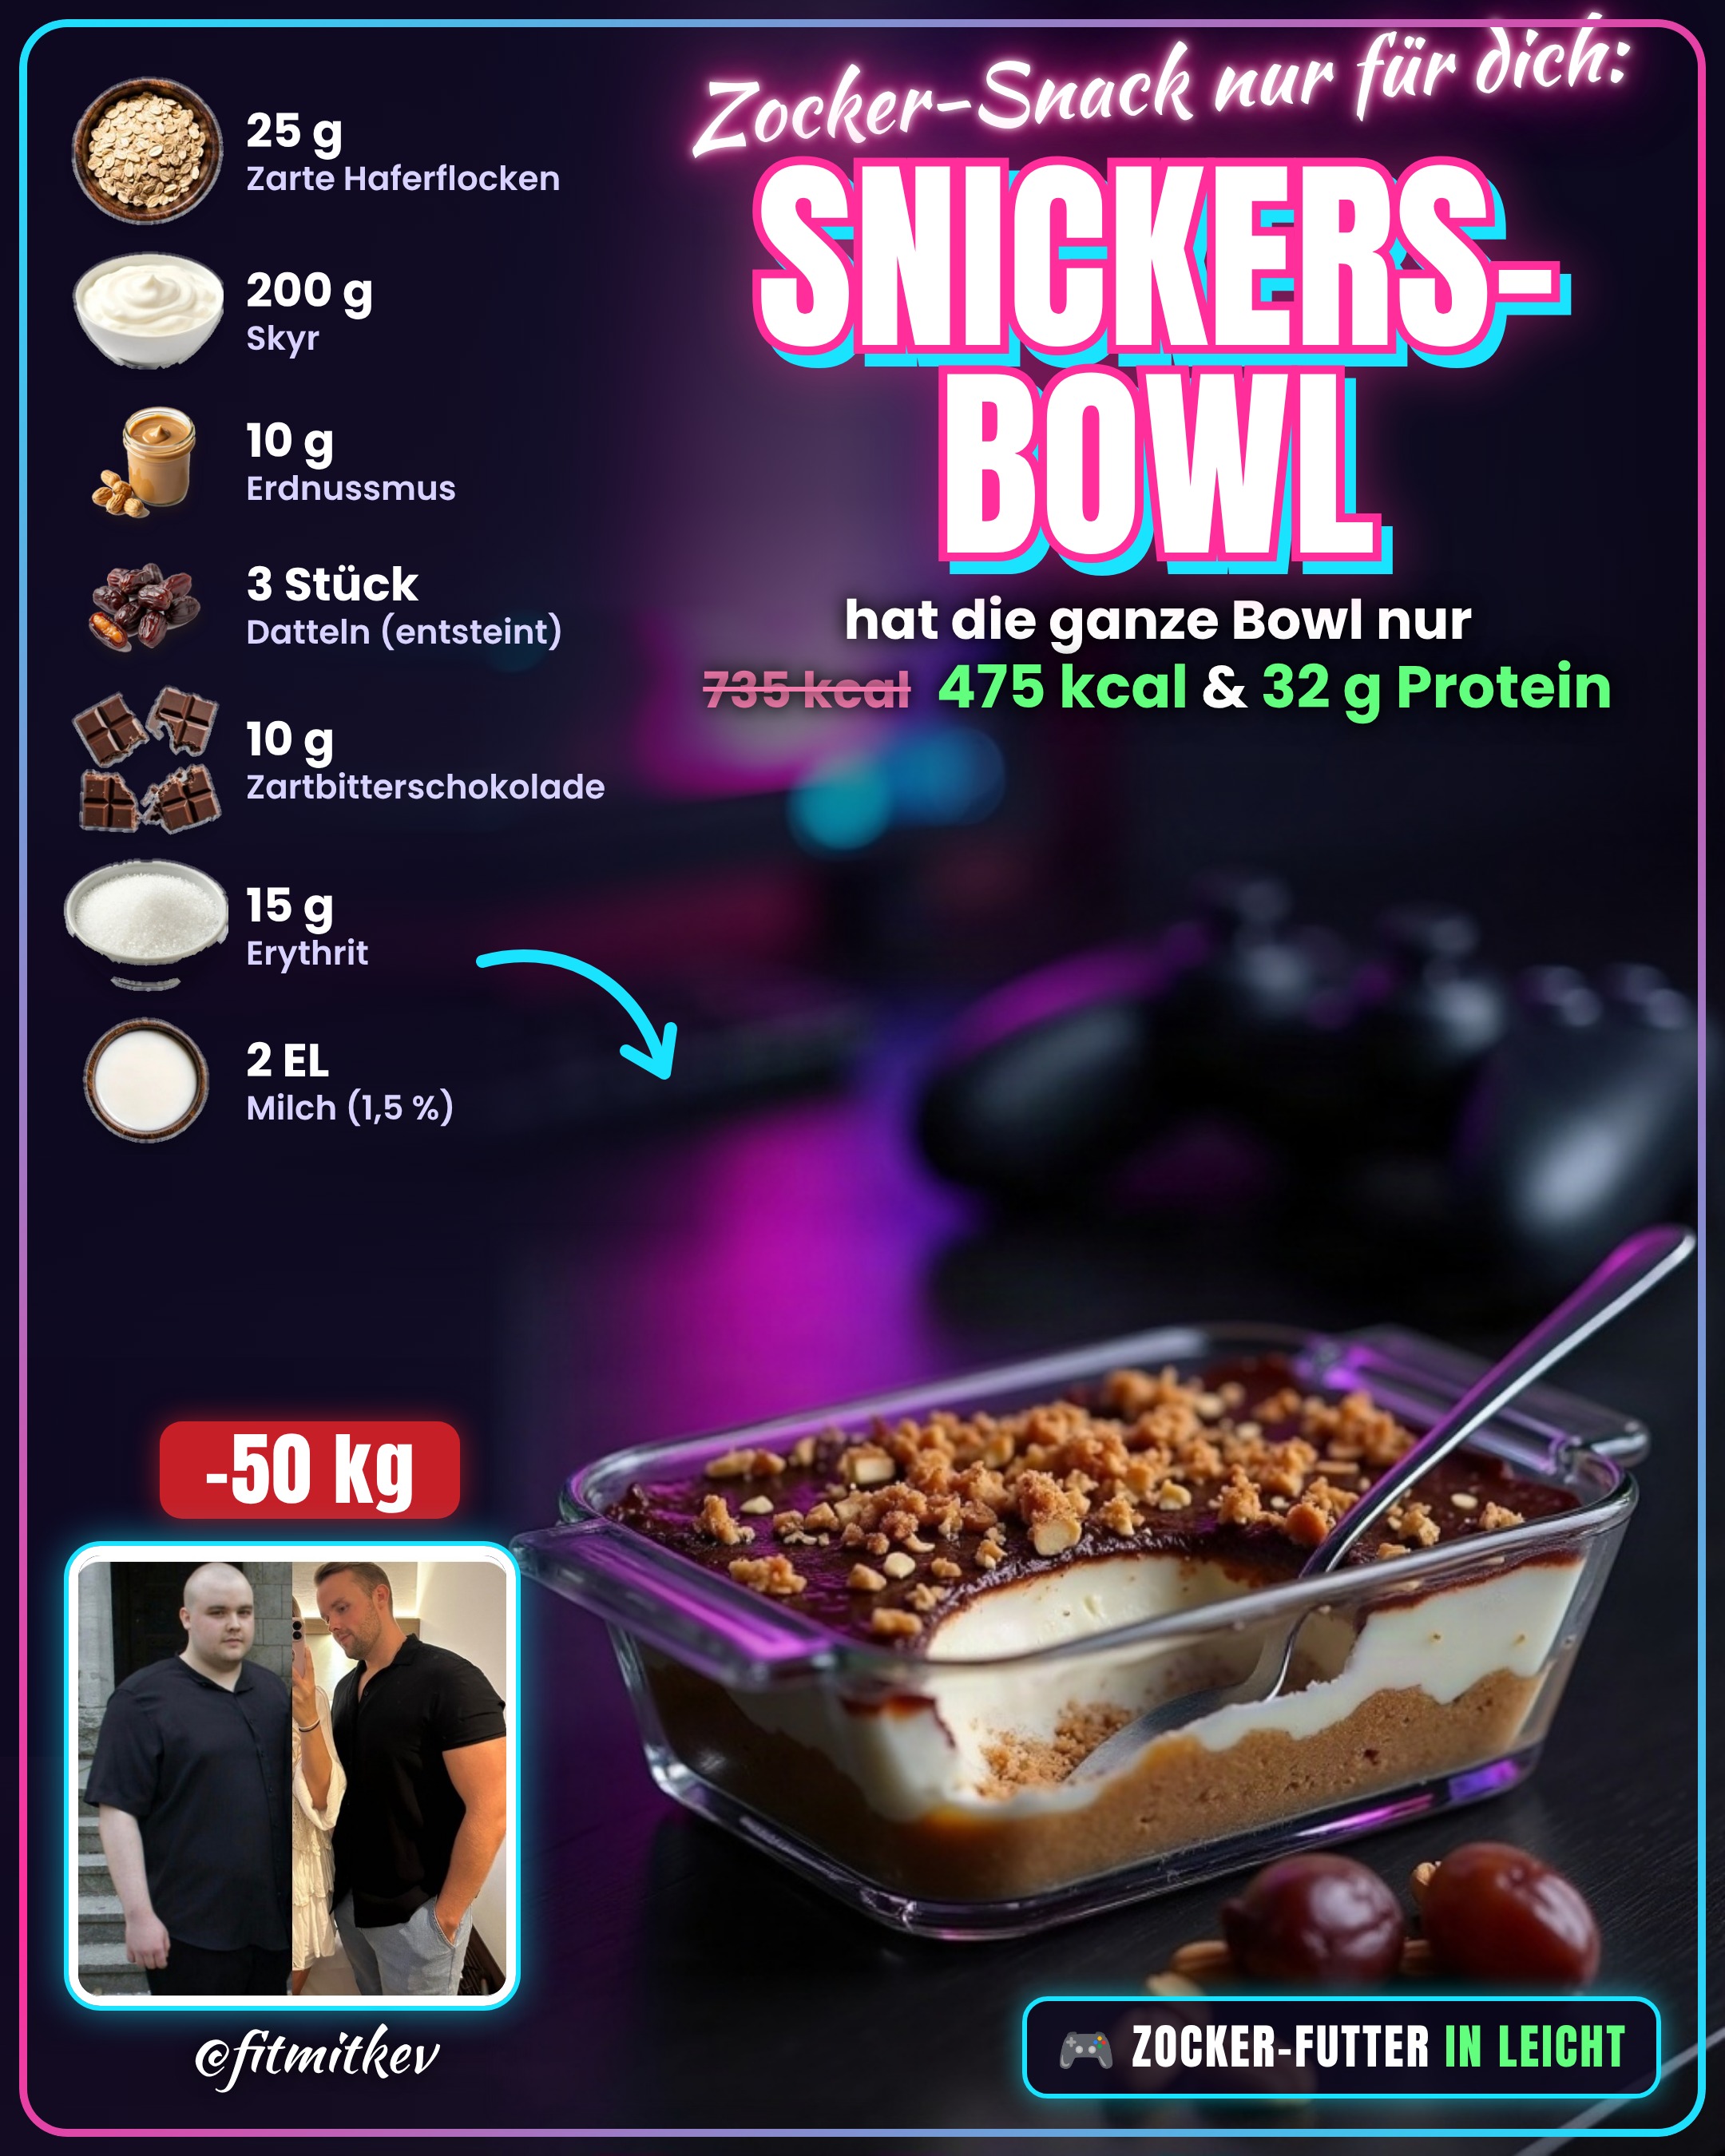 Zocker-Snack nur für dich:
SNICKERS-
BOWL
hat die ganze Bowl nur
735 kcal 475 kcal & 32 g Protein
25 g
Zarte Haferflocken
200 g
Skyr
10 g
Erdnussmus
3 Stück
Datteln (entsteint)
10 g
Zartbitterschokolade
15 g
Erythrit
2 EL
Milch (1,5 %)
-50 kg
@fitmitkev
🎮 ZOCKER-FUTTER IN LEICHT